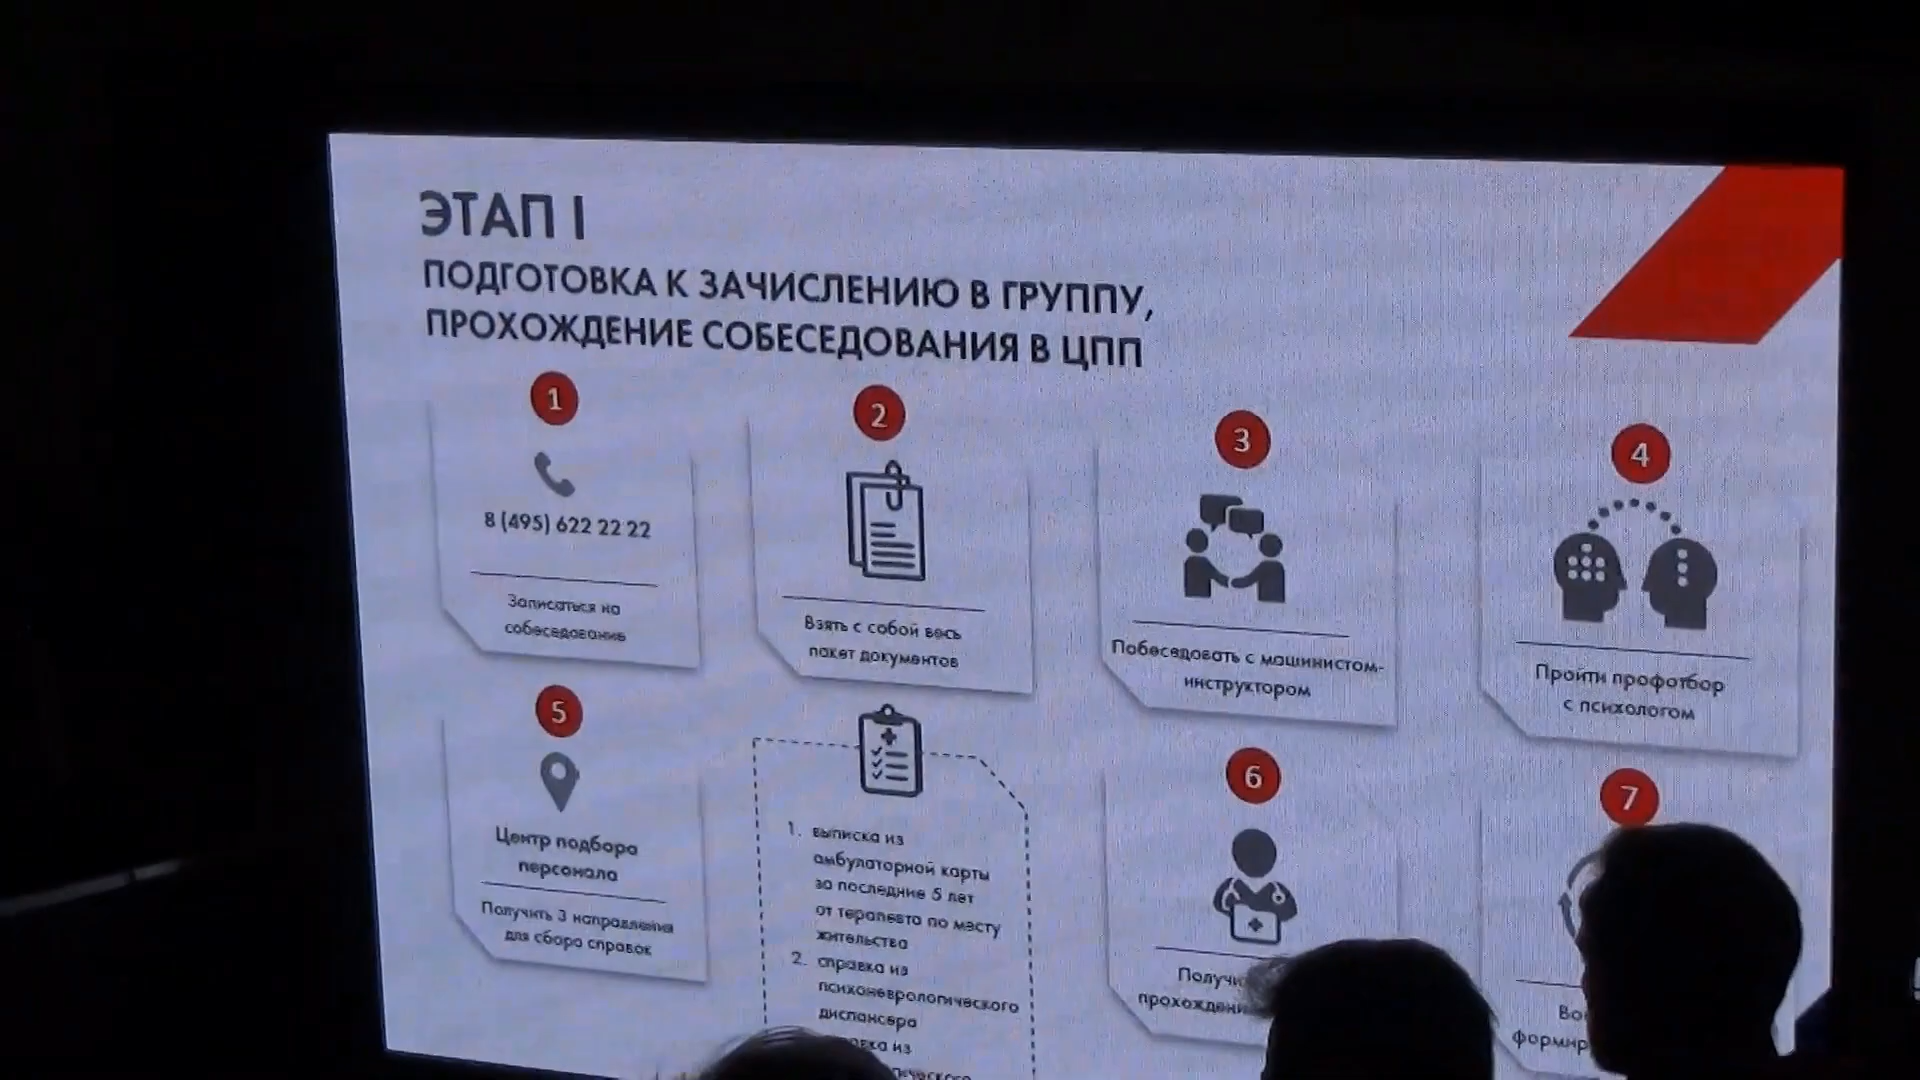 ЭТАП I
ПОДГОТОВКА К ЗАЧИСЛЕНИЮ В ГРУППУ,
ПРОХОЖДЕНИЕ СОБЕСЕДОВАНИЯ В ЦПП
1
8 (495) 622 22 22
Записаться на
собеседование
2
Взять с собой весь
пакет документов
3
Побеседовать с машинистом-
инструктором
4
Пройти профотбор
с психологом
5
Центр подбора
персонала
Получить 3 направления
для сбора справок
1. выписка из
амбулаторной карты
за последние 5 лет
от терапевта по месту
жительства
2. справка из
психоневрологического
диспансера
из
6
7